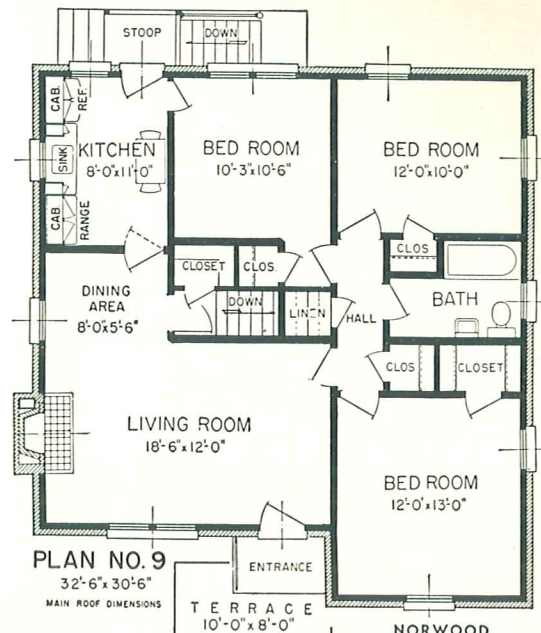 STOOP
DOWN
CAB.
REF.
KITCHEN
8'-0"x11'-0"
SINK
CAB.
RANGE
BED ROOM
10'-3"x10'-6"
BED ROOM
12'-0"x10'-0"
CLOSET
CLOS.
CLOS
DINING
AREA
8'-0"x5'-6"
DOWN
LINEN
HALL
BATH
CLOS
CLOSET
LIVING ROOM
18'-6"x12'-0"
BED ROOM
12'-0"x13'-0"
PLAN NO. 9
32'-6"x30'-6"
MAIN ROOF DIMENSIONS
ENTRANCE
TERRACE
10'-0"x8'-0"
NORWOOD